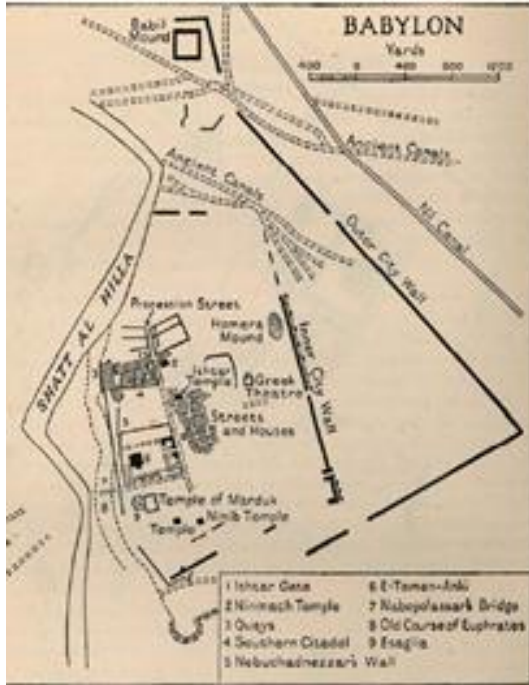 BABYLON
Yards
400 0 400 800 1200
Babil
Mound
Ancient Canals
Ancient Canals
Nil Canal
Outer City Wall
SHATT AL HILLA
Procession Street
Homera
Mound
Inner City Wall
Ishtar
Temple
Greek
Theatre
Streets
and Houses
Temple of Marduk
Temple
Ninib Temple
1 Ishtar Gate
2 Ninmach Temple
3 Quays
4 Southern Citadel
5 Nebuchadnezzar's Wall
6 E-Temen-Anki
7 Nabopolassar's Bridge
8 Old Course of Euphrates
9 Esagila